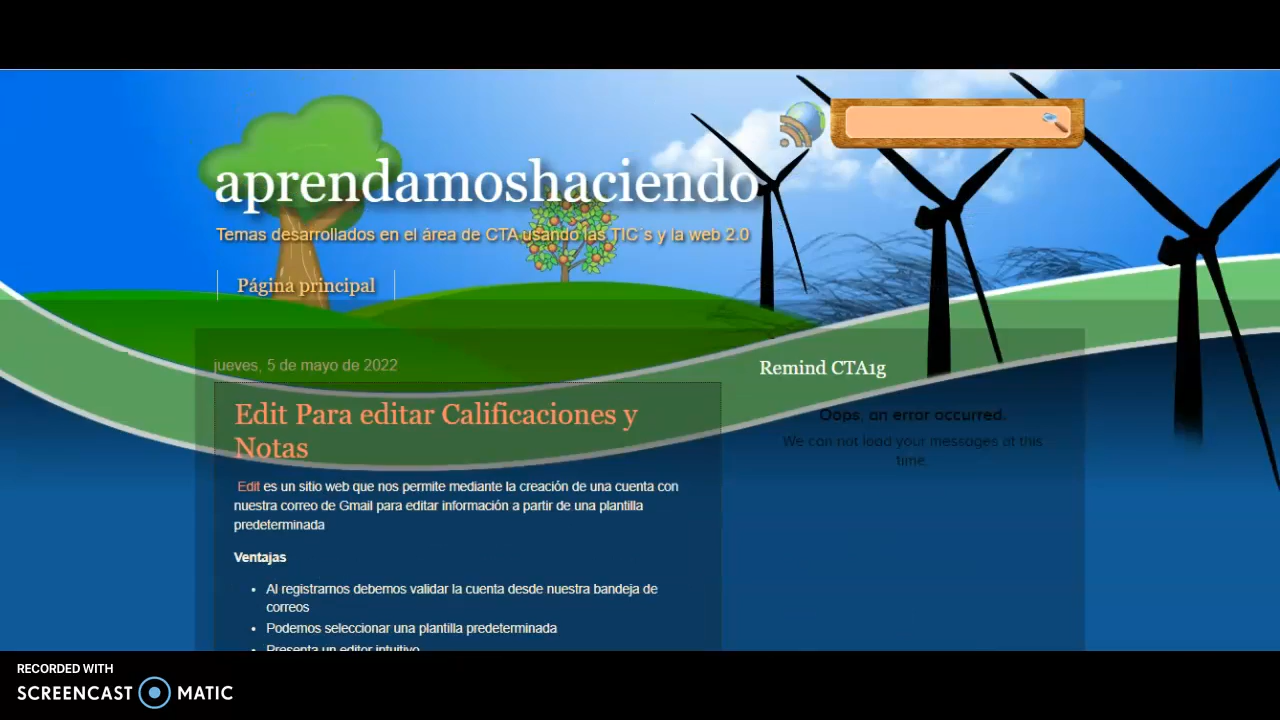 aprendamoshaciendo
Temas desarrollados en el área de CTA usando las TIC´s y la web 2.0
Página principal
jueves, 5 de mayo de 2022
Edit Para editar Calificaciones y
Notas
Edit es un sitio web que nos permite mediante la creación de una cuenta con
nuestra correo de Gmail para editar información a partir de una plantilla
predeterminada
Ventajas
Al registrarnos debemos validar la cuenta desde nuestra bandeja de
correos
Podemos seleccionar una plantilla predeterminada
Presenta un editor intuitivo
Remind CTA1g
Oops, an error accurred.
We can not load your messages at this
time.
RECORDED WITH
SCREENCAST MATIC